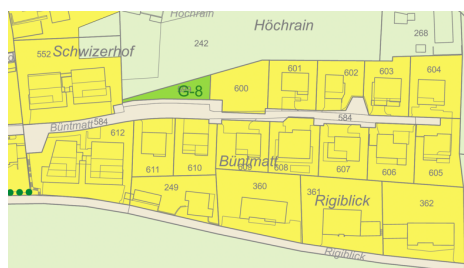 Höchrain
Höchrain
242
268
552
Schwizerhof
601
602
603
604
G-8
600
Büntmatt
584
584
612
Büntmatt
611
610
609
608
607
606
605
249
360
361
Rigiblick
362
Rigiblick